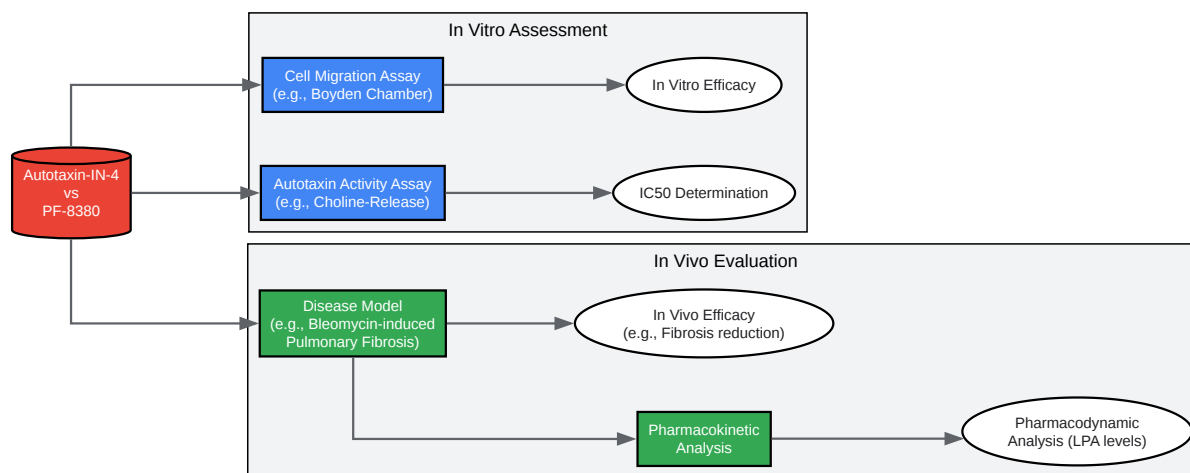 In Vitro Assessment
Cell Migration Assay
(e.g., Boyden Chamber)
In Vitro Efficacy
Autotaxin-IN-4
vs
PF-8380
Autotaxin Activity Assay
(e.g., Choline-Release)
IC50 Determination
In Vivo Evaluation
Disease Model
(e.g., Bleomycin-induced
Pulmonary Fibrosis)
In Vivo Efficacy
(e.g., Fibrosis reduction)
Pharmacokinetic
Analysis
Pharmacodynamic
Analysis (LPA levels)